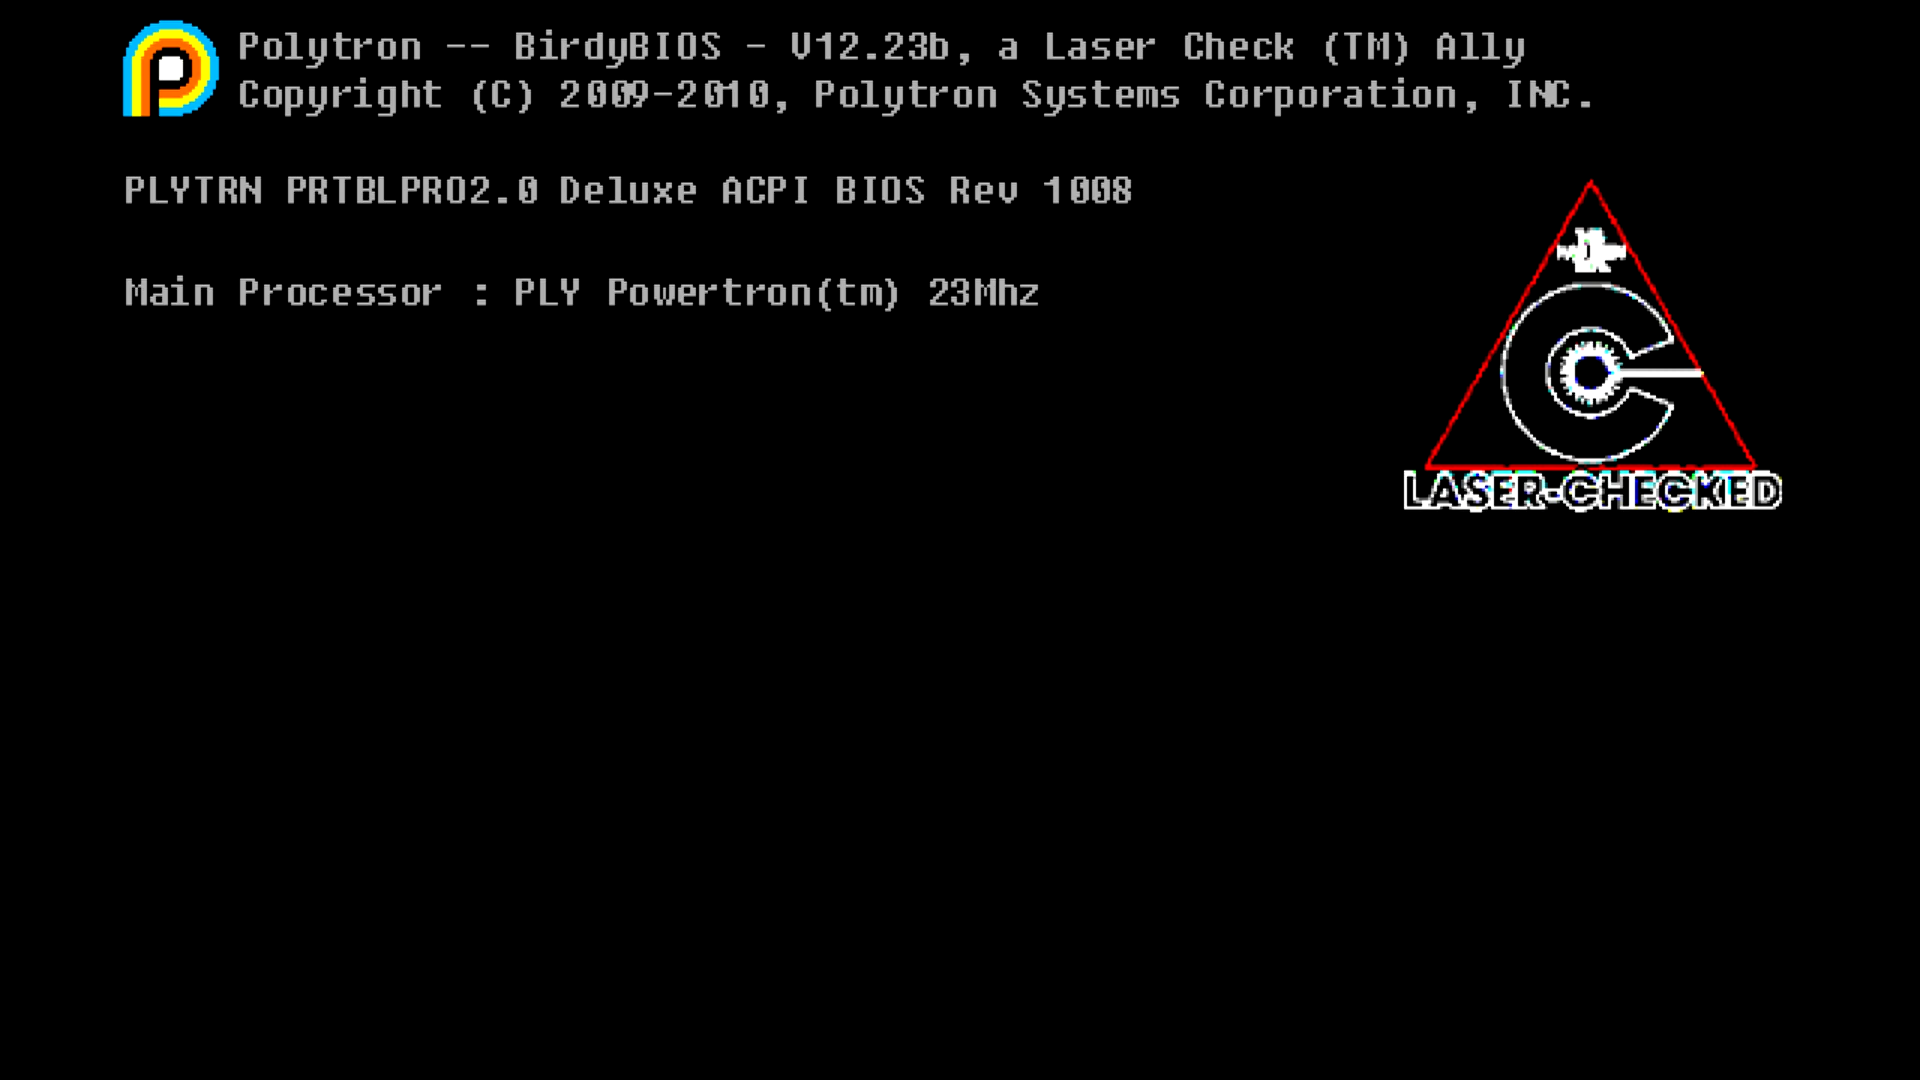 Polytron -- BirdyBIOS - V12.23b, a Laser Check (TM) Ally
Copyright (C) 2009-2010, Polytron Systems Corporation, INC.
PLYTRN PRTBLPRO2.0 Deluxe ACPI BIOS Rev 1008
Main Processor : PLY Powertron(tm) 23Mhz
LASER-CHECKED